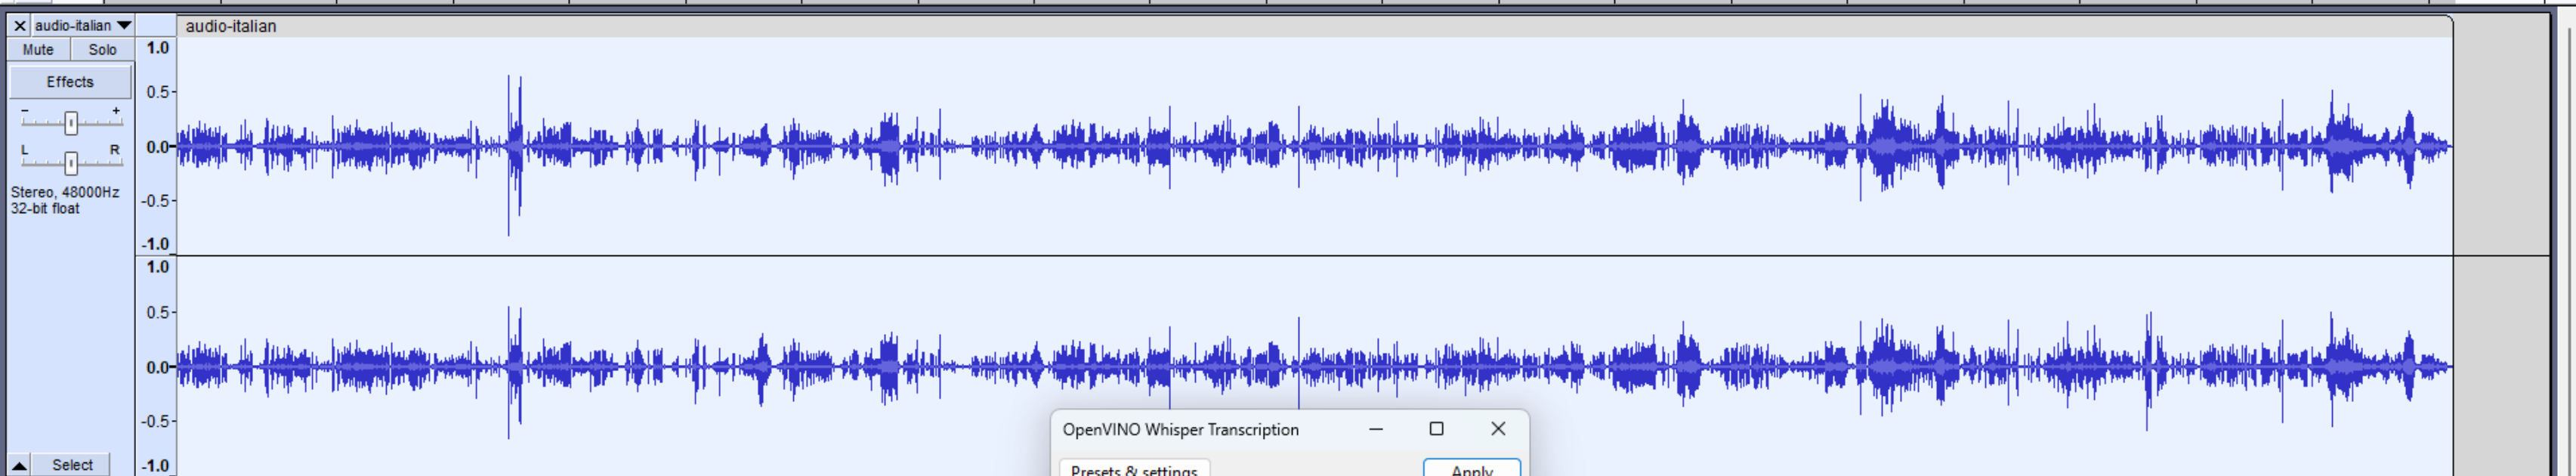 audio-italian
audio-italian
Mute Solo
Effects
- +
L R
Stereo, 48000Hz
32-bit float
Select
1.0
0.5
0.0
-0.5
-1.0
1.0
0.5
0.0
-0.5
-1.0
OpenVINO Whisper Transcription
Presets & settings
Apply